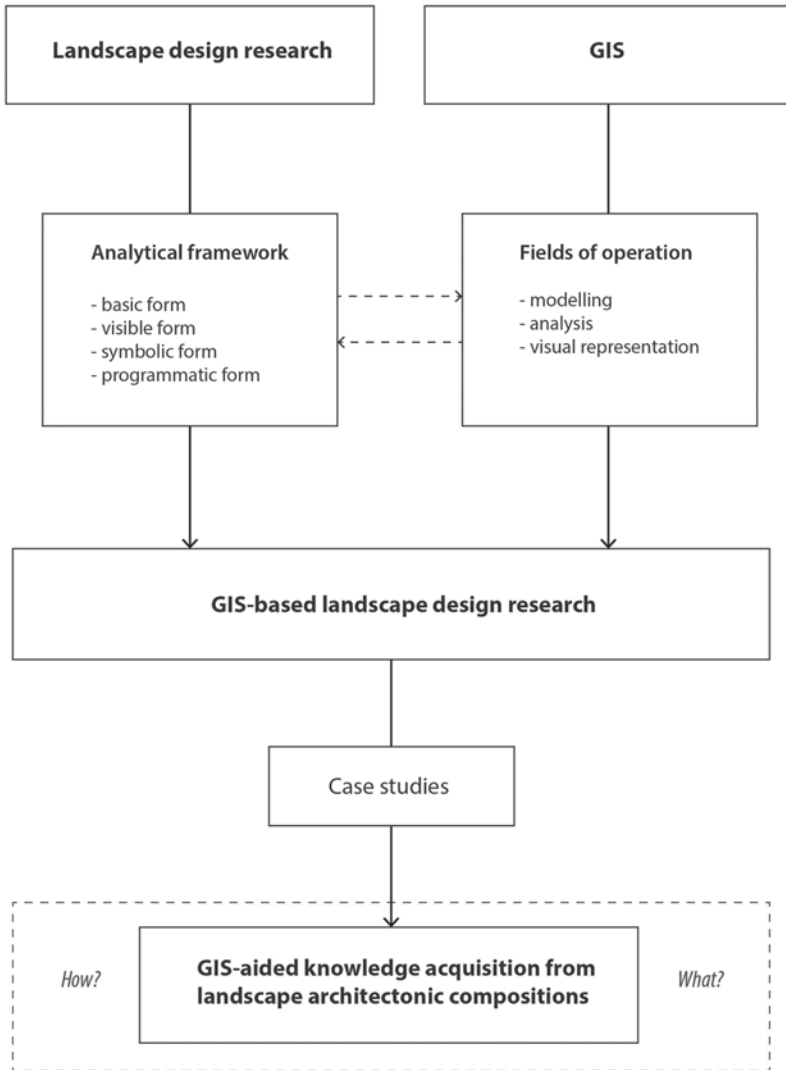 Landscape design research
GIS
Analytical framework
- basic form
- visible form
- symbolic form
- programmatic form
Fields of operation
- modelling
- analysis
- visual representation
GIS-based landscape design research
Case studies
How?
GIS-aided knowledge acquisition from
landscape architectonic compositions
What?